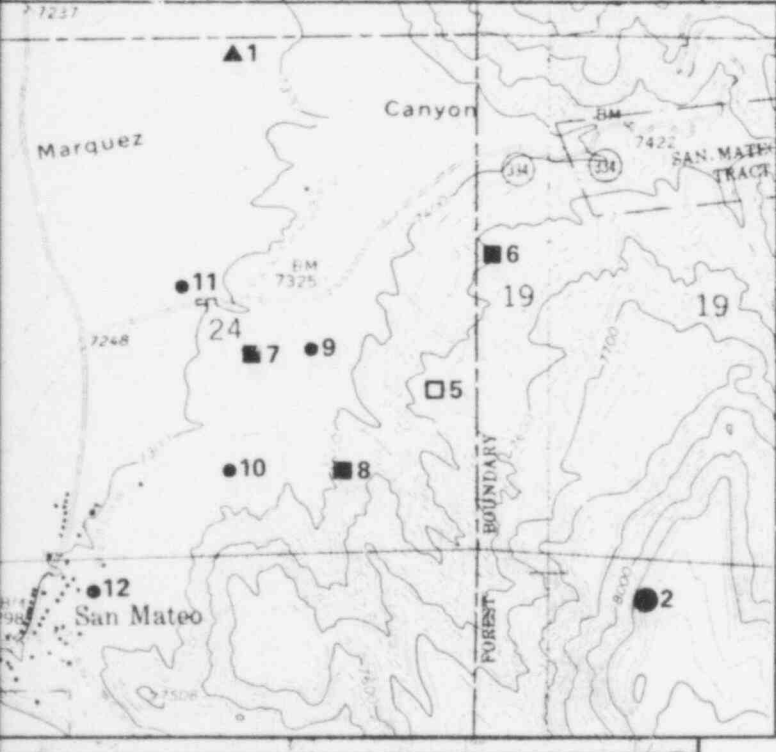 7237
1
Canyon
BM
7422
Marquez
334
334
SAN MATEO
TRACT
6
11
BM
7325
19
19
24
7248
7
9
7700
5
10
8
BOUNDARY
12
San Mateo
8000
2
FOREST
7508